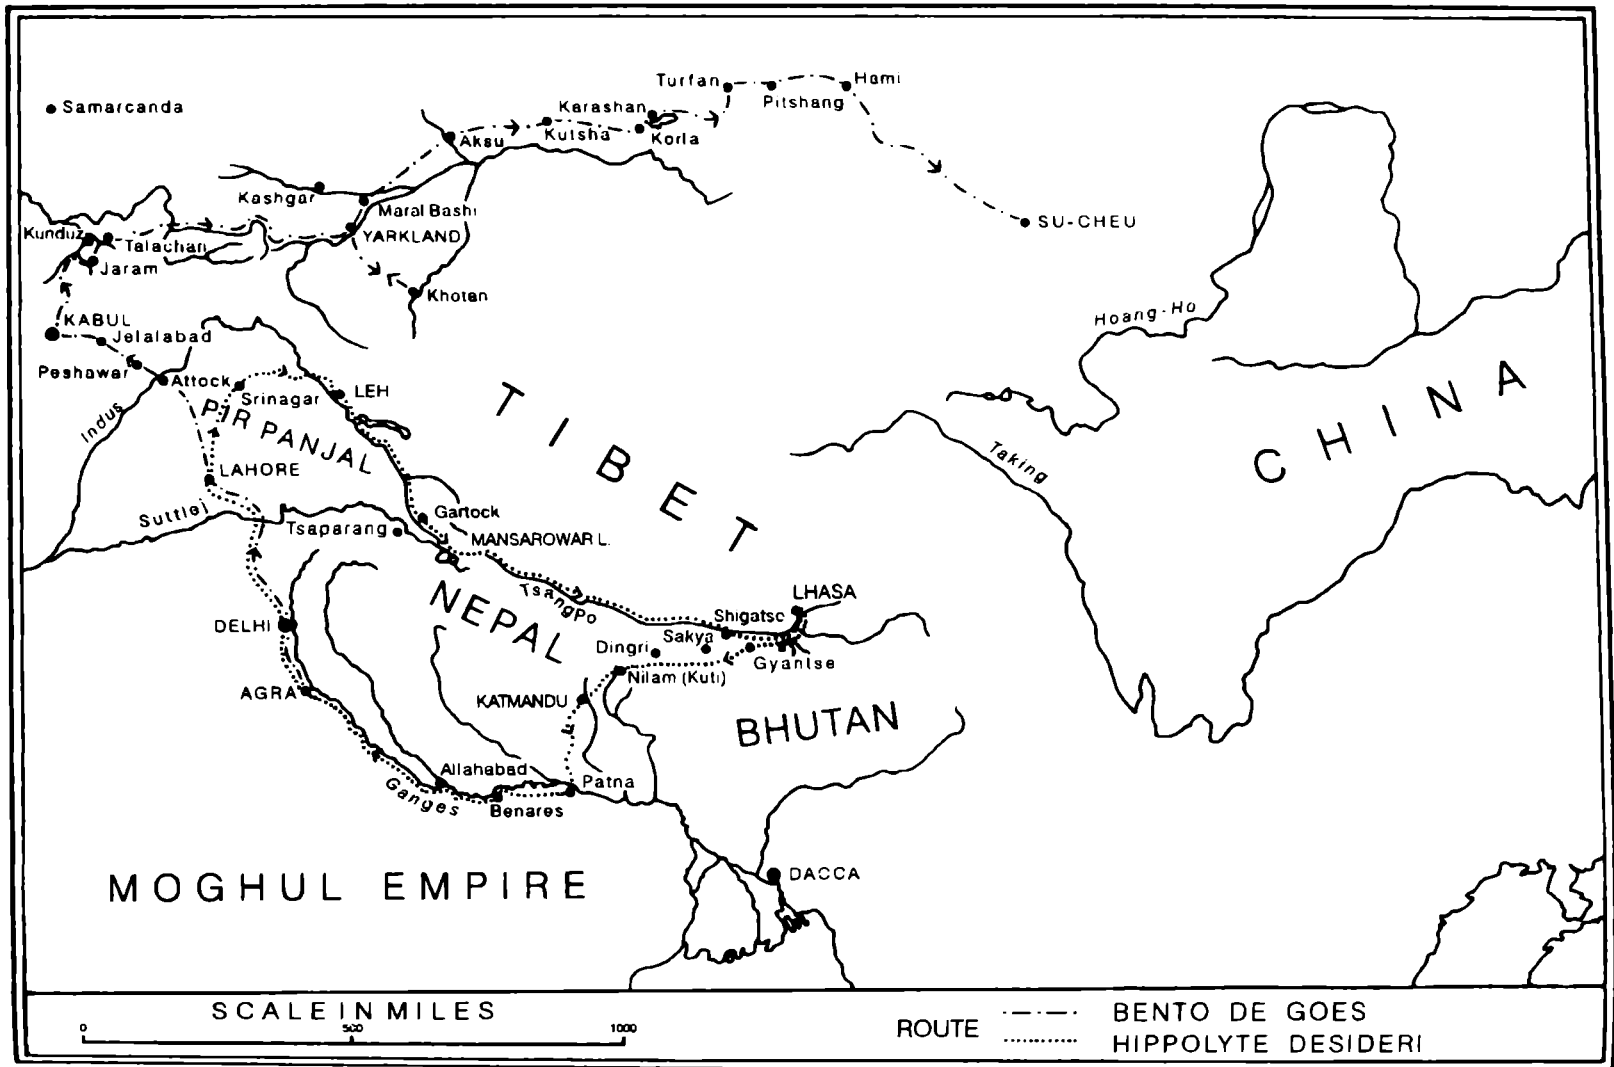 Samarcanda
Turfan
Pitshang
Hami
Karashan
Kutsha
Korla
Aksu
Kashgar
Maral Bashi
YARKLAND
SU-CHEU
Kunduz
Talachan
Jaram
Khotan
KABUL
Jelalabad
Peshawar
Attock
Srinagar
LEH
Indus
PIR PANJAL
LAHORE
Suttlej
Tsaparang
Gartock
MANSAROWAR L.
TIBET
Hoang-Ho
Taking
CHINA
NEPAL
TsangPo
LHASA
Shigatse
Sakya
Dingri
Gyantse
Nilam (Kuti)
DELHI
AGRA
KATMANDU
BHUTAN
Allahabad
Ganges
Benares
Patna
DACCA
MOGHUL EMPIRE
SCALE IN MILES
0 500 1000
ROUTE
BENTO DE GOES
HIPPOLYTE DESIDERI